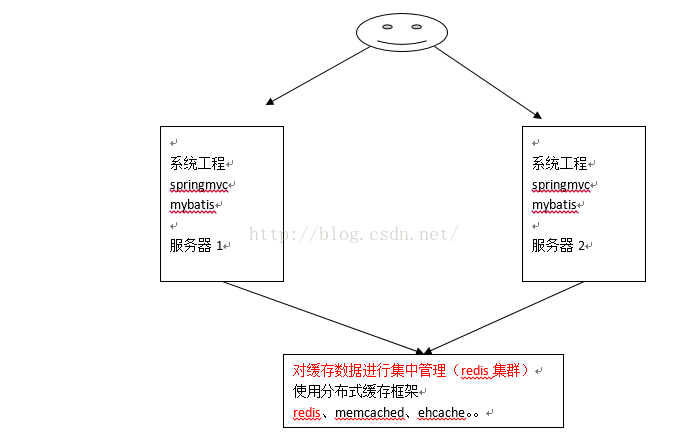 系统工程
springmvc
mybatis
服务器 1
系统工程
springmvc
mybatis
服务器 2
http://blog.csdn.net/
对缓存数据进行集中管理（redis 集群）
使用分布式缓存框架
redis、memcached、ehcache。。